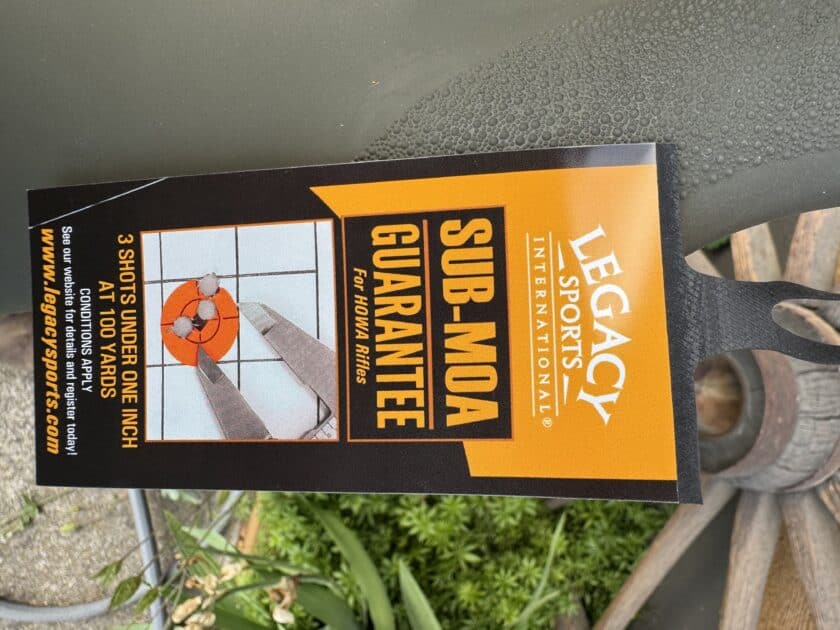 LEGACY
SPORTS
INTERNATIONAL®
SUB-MOA
GUARANTEE
For HOWA Rifles
3 SHOTS UNDER ONE INCH
AT 100 YARDS
CONDITIONS APPLY
See our website for details and register today!
www.legacysports.com